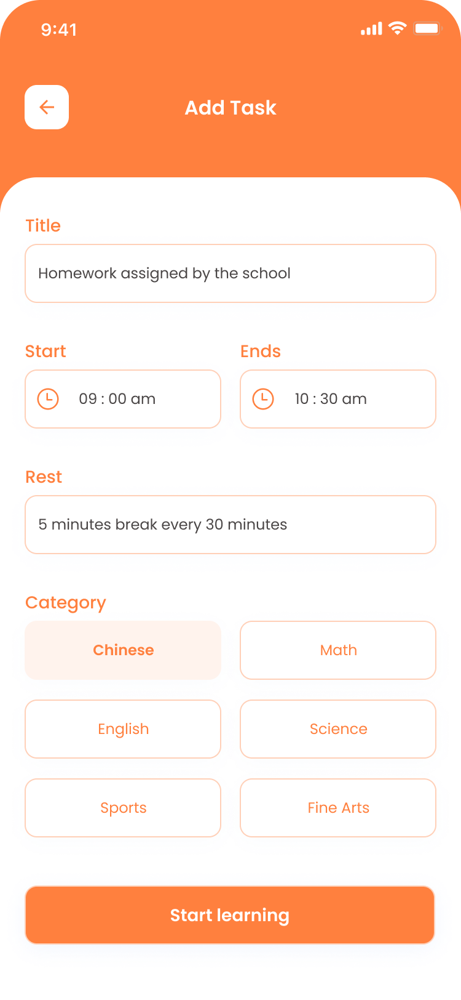 9:41
Add Task
Title
Homework assigned by the school
Start
Ends
09 : 00 am
10 : 30 am
Rest
5 minutes break every 30 minutes
Category
Chinese
Math
English
Science
Sports
Fine Arts
Start learning